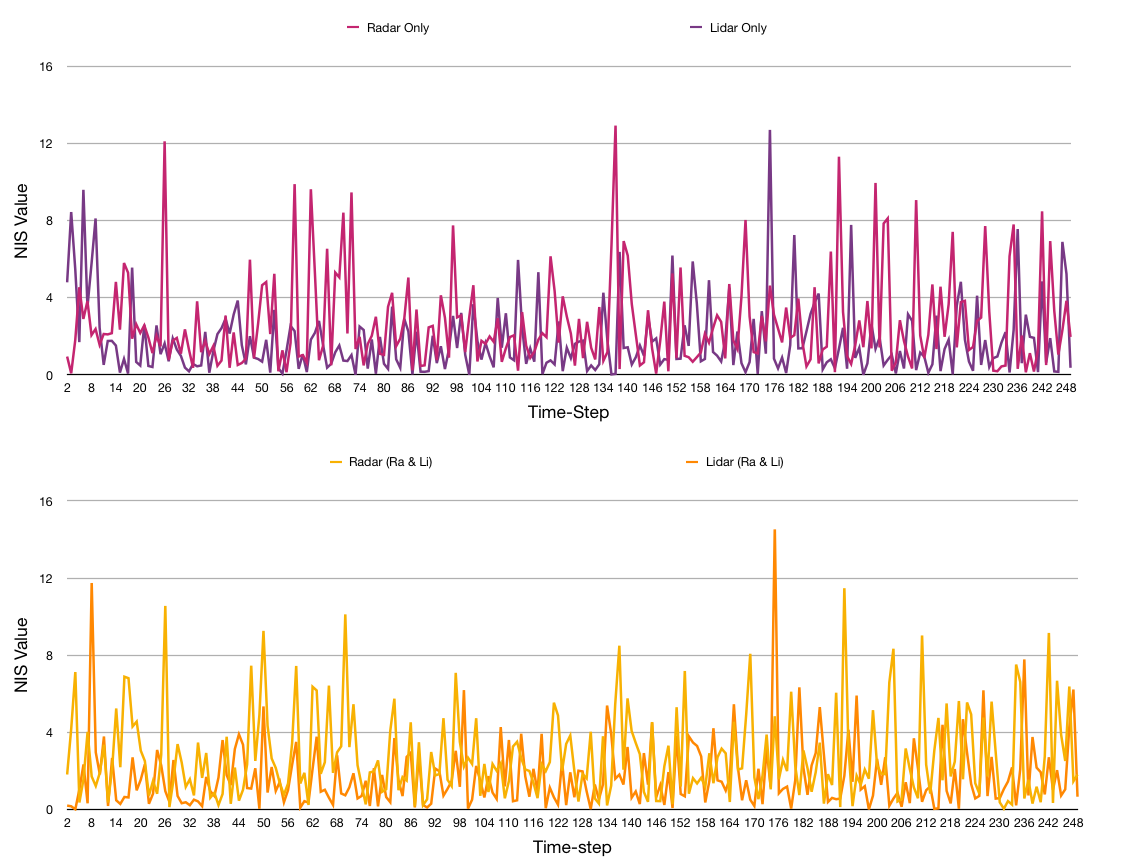 Radar Only Lidar Only
16
12
NIS Value
8
4
0
2 8 14 20 26 32 38 44 50 56 62 68 74 80 86 92 98 104 110 116 122 128 134 140 146 152 158 164 170 176 182 188 194 200 206 212 218 224 230 236 242 248
Time-Step
Radar (Ra & Li) Lidar (Ra & Li)
16
12
NIS Value
8
4
0
2 8 14 20 26 32 38 44 50 56 62 68 74 80 86 92 98 104 110 116 122 128 134 140 146 152 158 164 170 176 182 188 194 200 206 212 218 224 230 236 242 248
Time-step